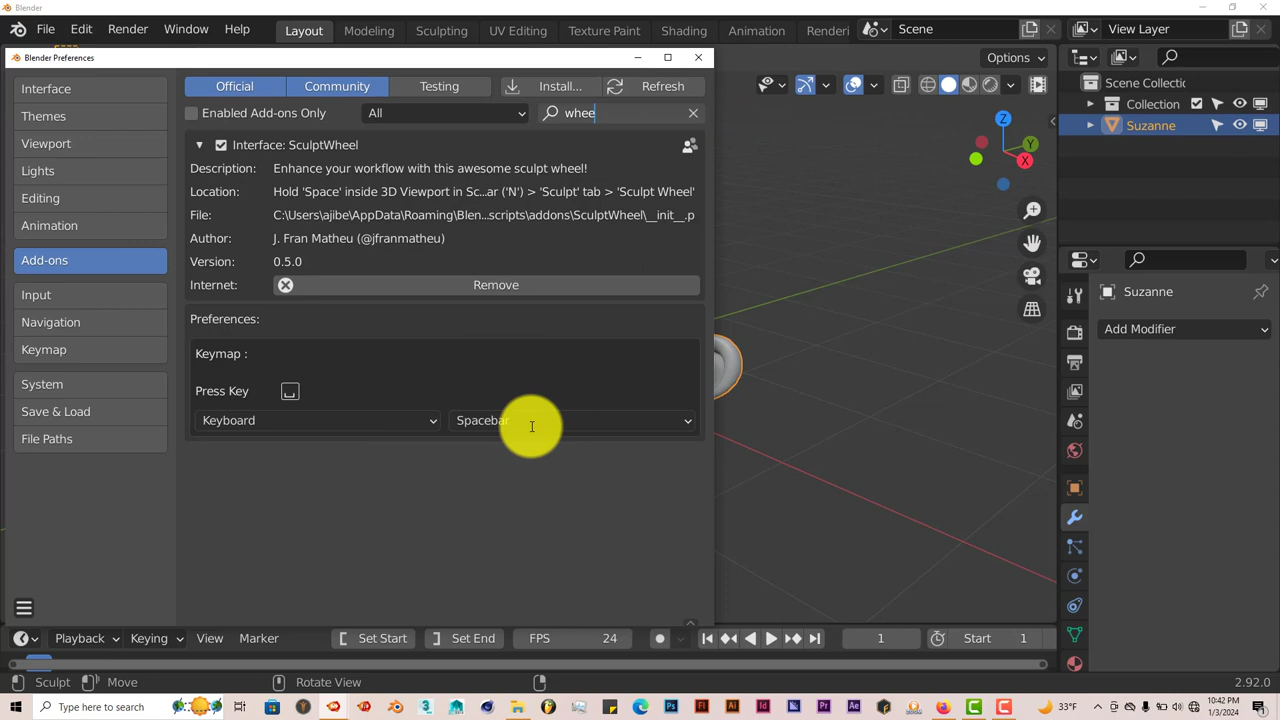 Blender
File Edit Render Window Help Layout Modeling Sculpting UV Editing Texture Paint Shading Animation Renderi Scene View Layer
Blender Preferences
Options
Interface
Themes
Viewport
Lights
Editing
Animation
Add-ons
Input
Navigation
Keymap
System
Save & Load
File Paths
Official Community Testing Install... Refresh
Enabled Add-ons Only All whee
Interface: SculptWheel
Description: Enhance your workflow with this awesome sculpt wheel!
Location: Hold 'Space' inside 3D Viewport in Sc...ar ('N') > 'Sculpt' tab > 'Sculpt Wheel'
File: C:\Users\ajibe\AppData\Roaming\Blen...scripts\addons\SculptWheel\__init__.p
Author: J. Fran Matheu (@jfranmatheu)
Version: 0.5.0
Internet: Remove
Preferences:
Keymap :
Press Key
Keyboard Spacebar
Z
Y
X
Scene Collecti
Collection
Suzanne
Suzanne
Add Modifier
Playback Keying View Marker Set Start Set End FPS 24 1 Start 1
Sculpt Move Rotate View 2.92.0
Type here to search 33°F 10:42 PM
1/3/2024